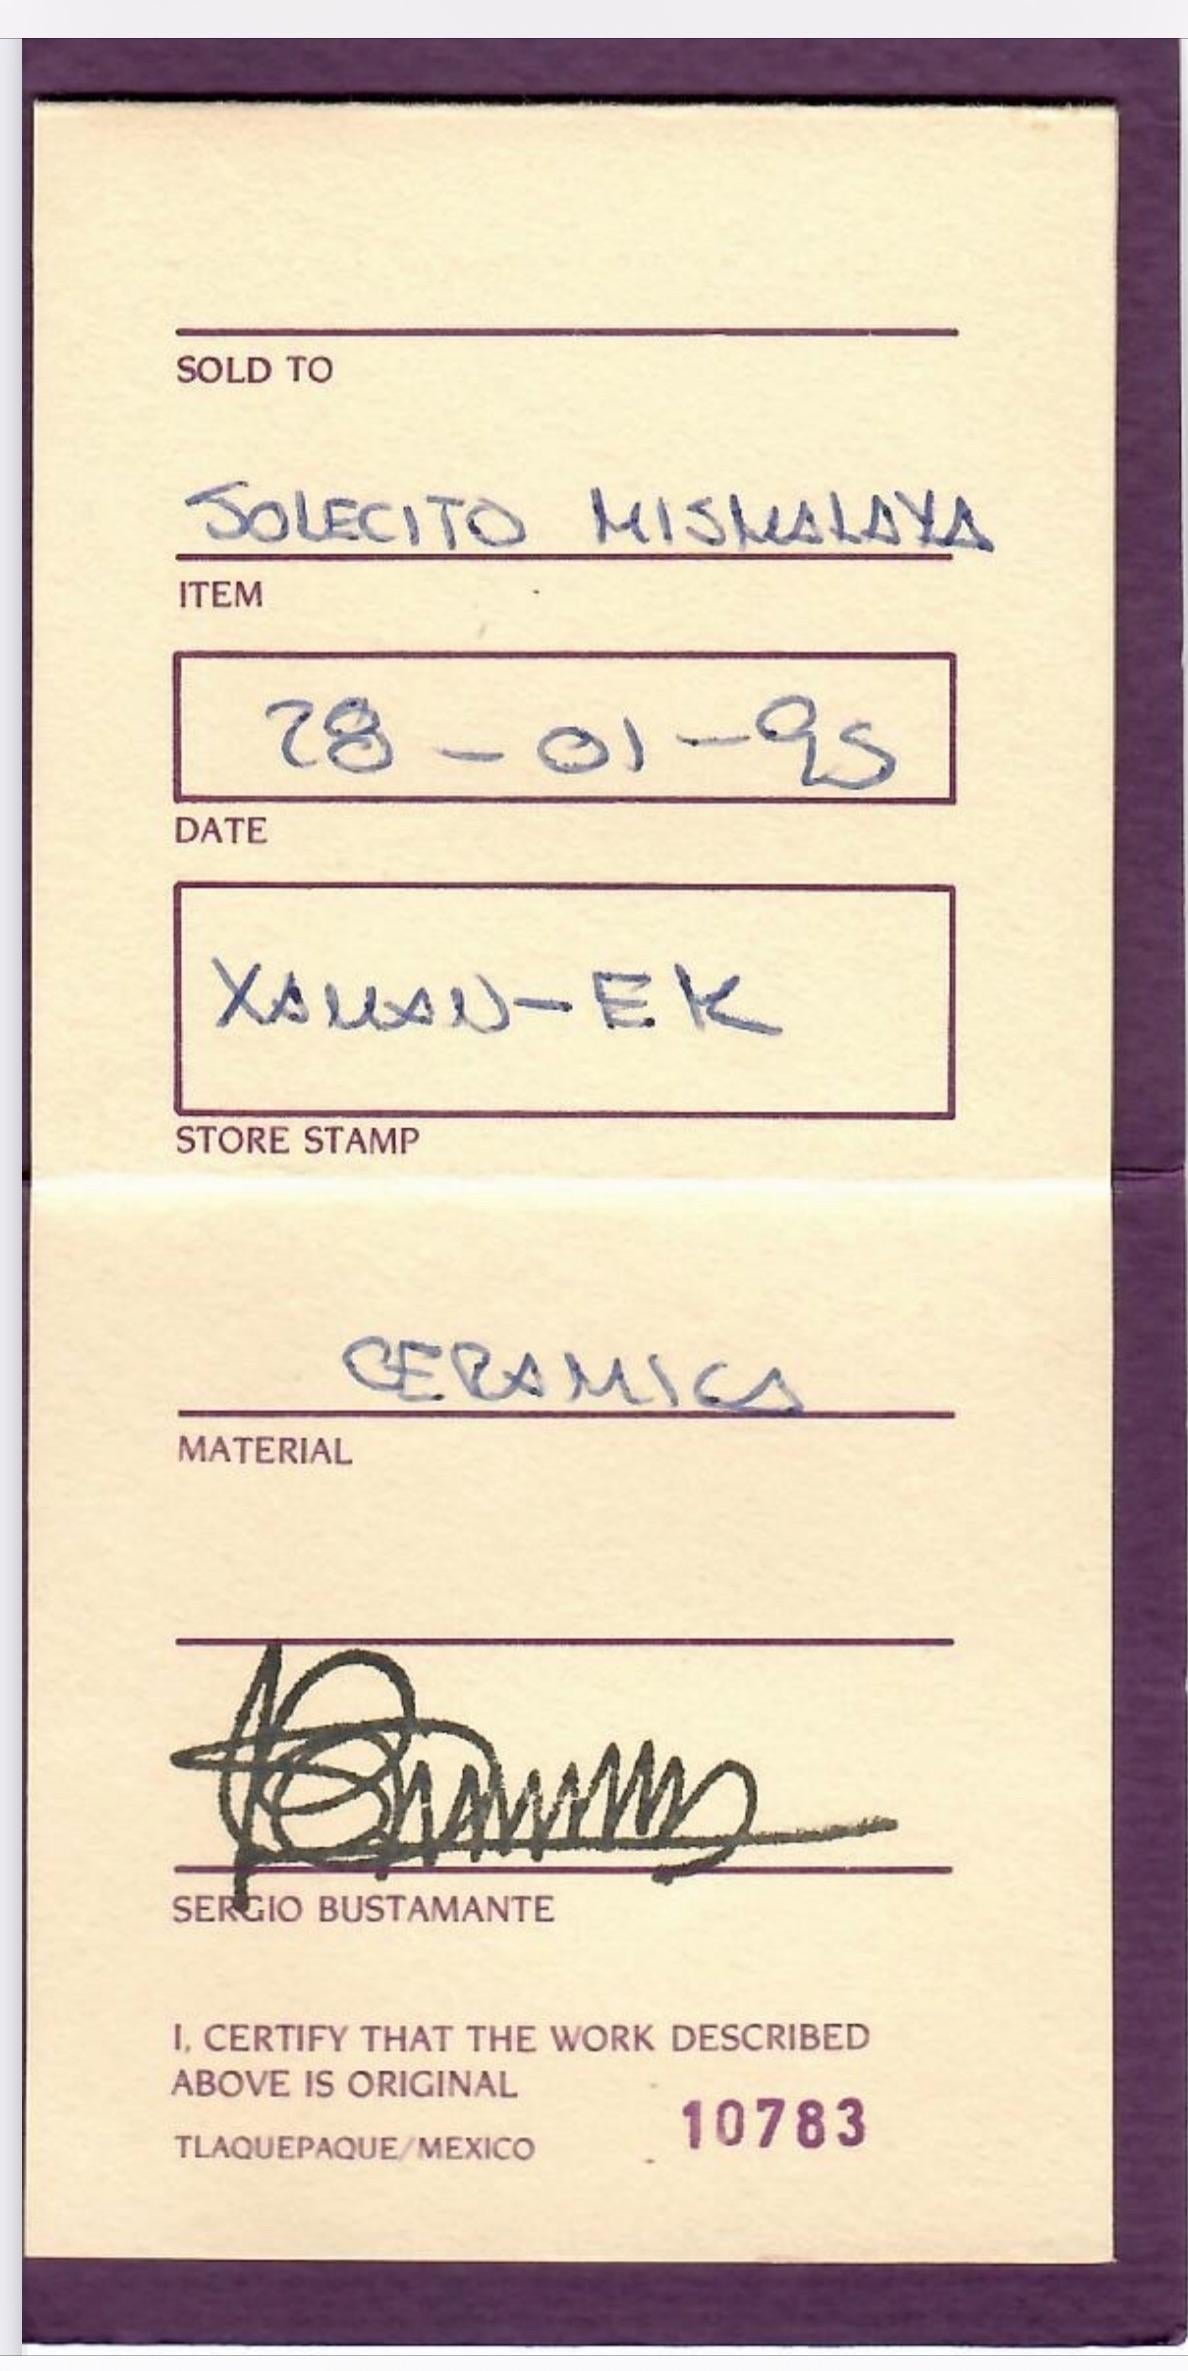 SOLD TO
SOLECITO MISMALAYA
ITEM
28-01-95
DATE
XAMAN-EK
STORE STAMP
CERAMICA
MATERIAL
SERGIO BUSTAMANTE
I, CERTIFY THAT THE WORK DESCRIBED
ABOVE IS ORIGINAL
TLAQUEPAQUE/MEXICO
10783